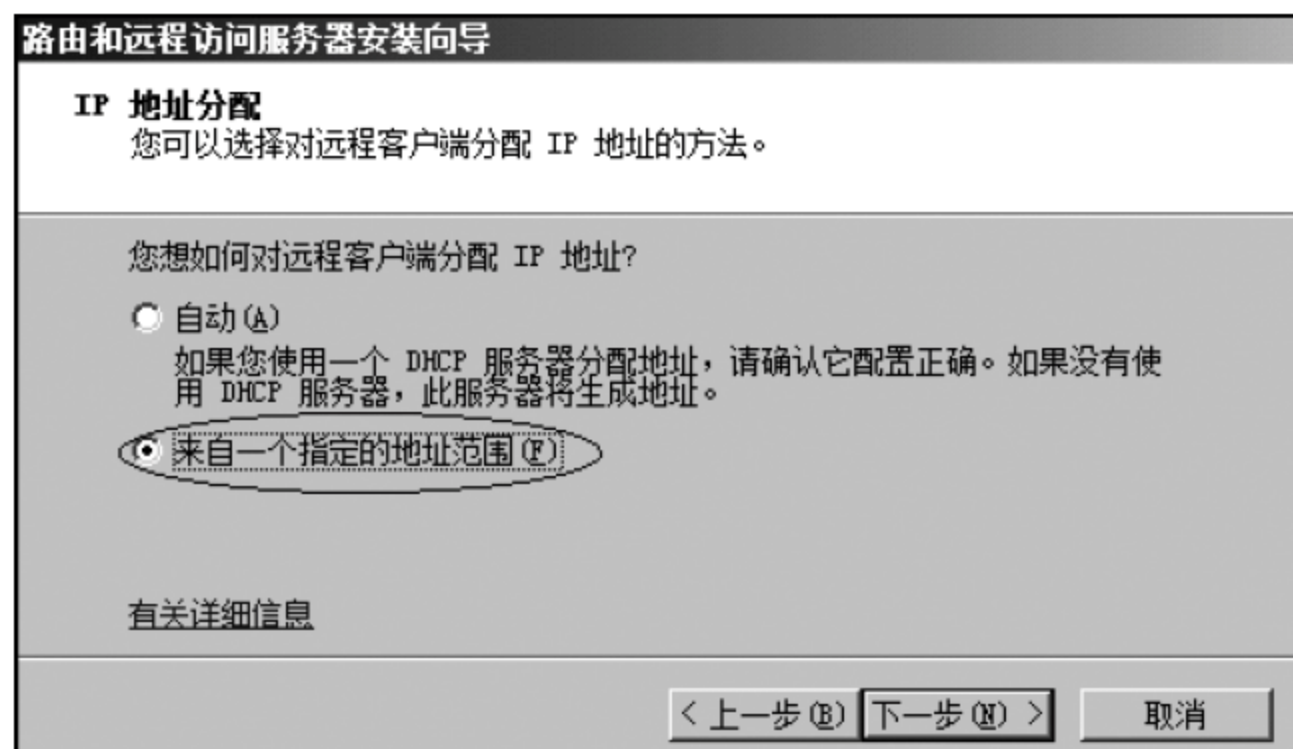 路由和远程访问服务器安装向导
IP 地址分配
您可以选择对远程客户端分配 IP 地址的方法。
您想如何对远程客户端分配 IP 地址?
自动(A)
如果您使用一个 DHCP 服务器分配地址，请确认它配置正确。如果没有使
用 DHCP 服务器，此服务器将生成地址。
来自一个指定的地址范围(F)
有关详细信息
< 上一步(B) 下一步(N) > 取消